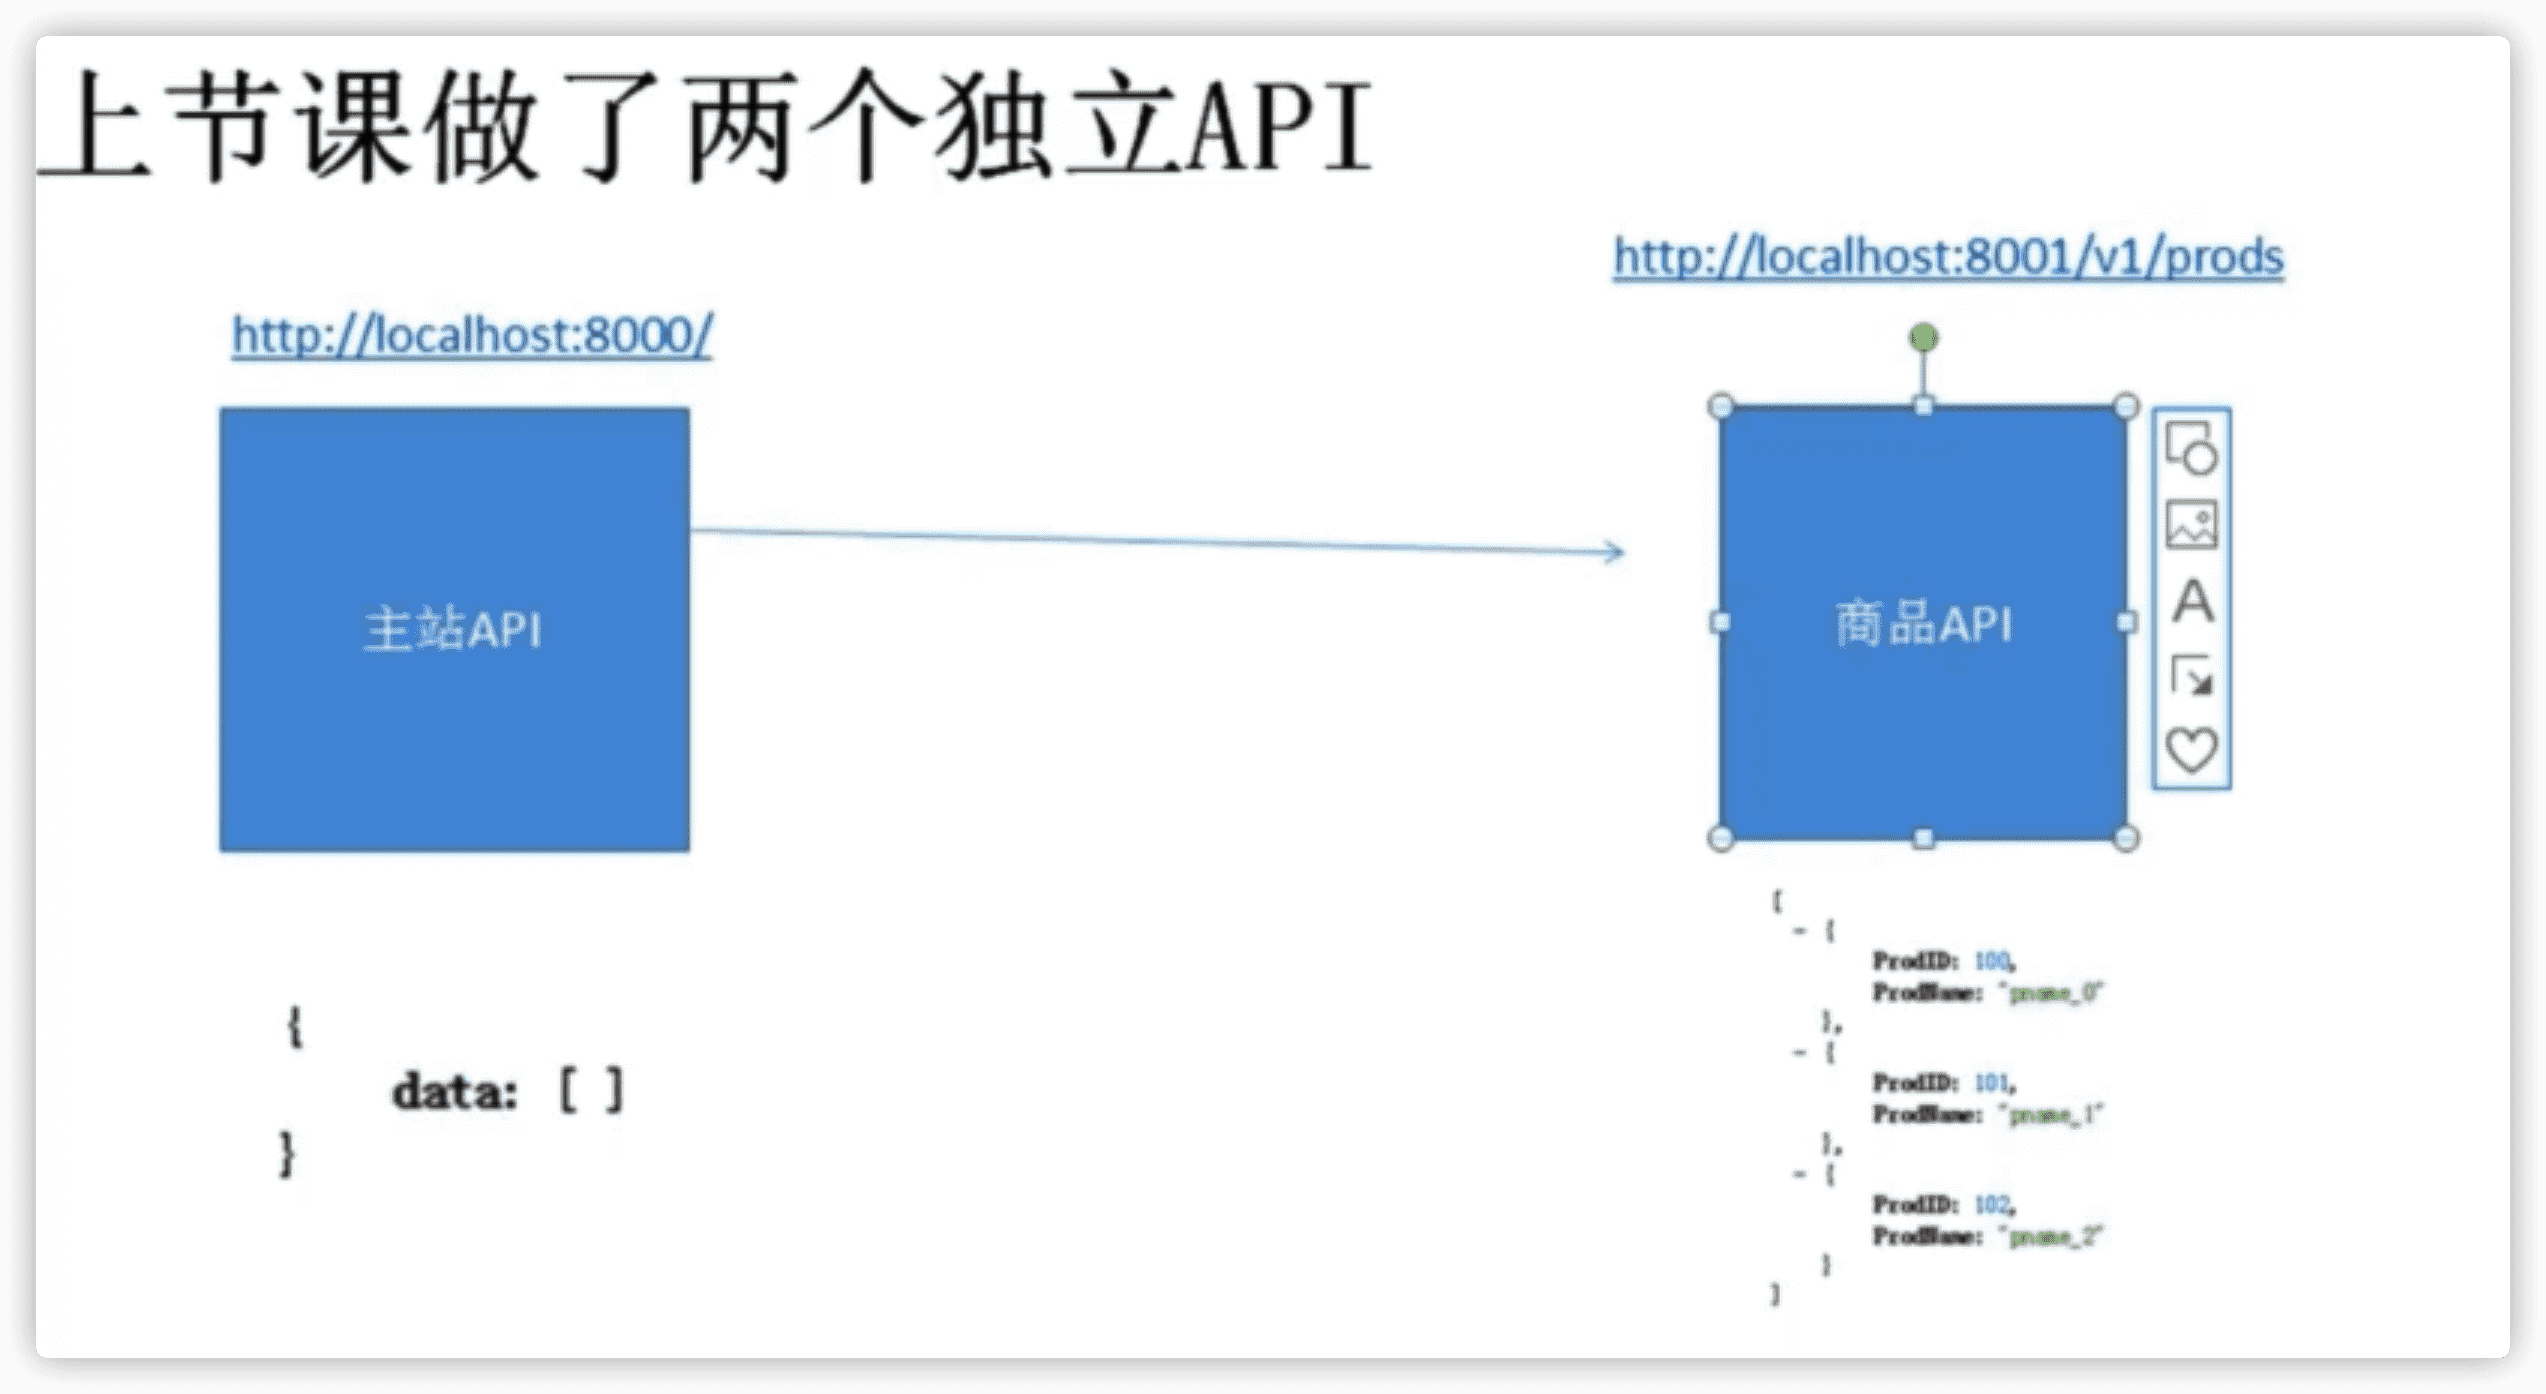 上节课做了两个独立API
http://localhost:8000/
http://localhost:8001/v1/prods
主站API
商品API
{
data: [ ]
}
[
- {
ProdID: 100,
ProdName: "pname_0"
},
- {
ProdID: 101,
ProdName: "pname_1"
},
- {
ProdID: 102,
ProdName: "pname_2"
}
]